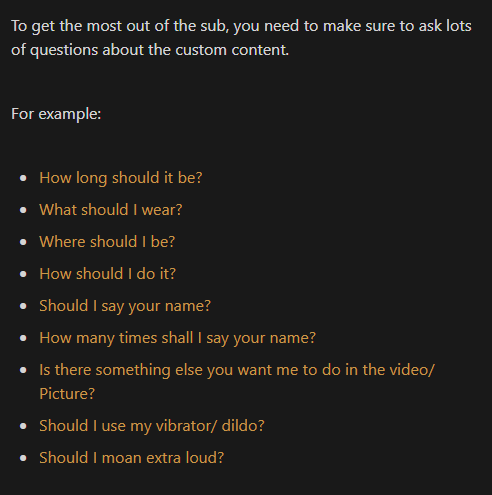 To get the most out of the sub, you need to make sure to ask lots
of questions about the custom content.
For example:
How long should it be?
What should I wear?
Where should I be?
How should I do it?
Should I say your name?
How many times shall I say your name?
Is there something else you want me to do in the video/
Picture?
Should I use my vibrator/ dildo?
Should I moan extra loud?